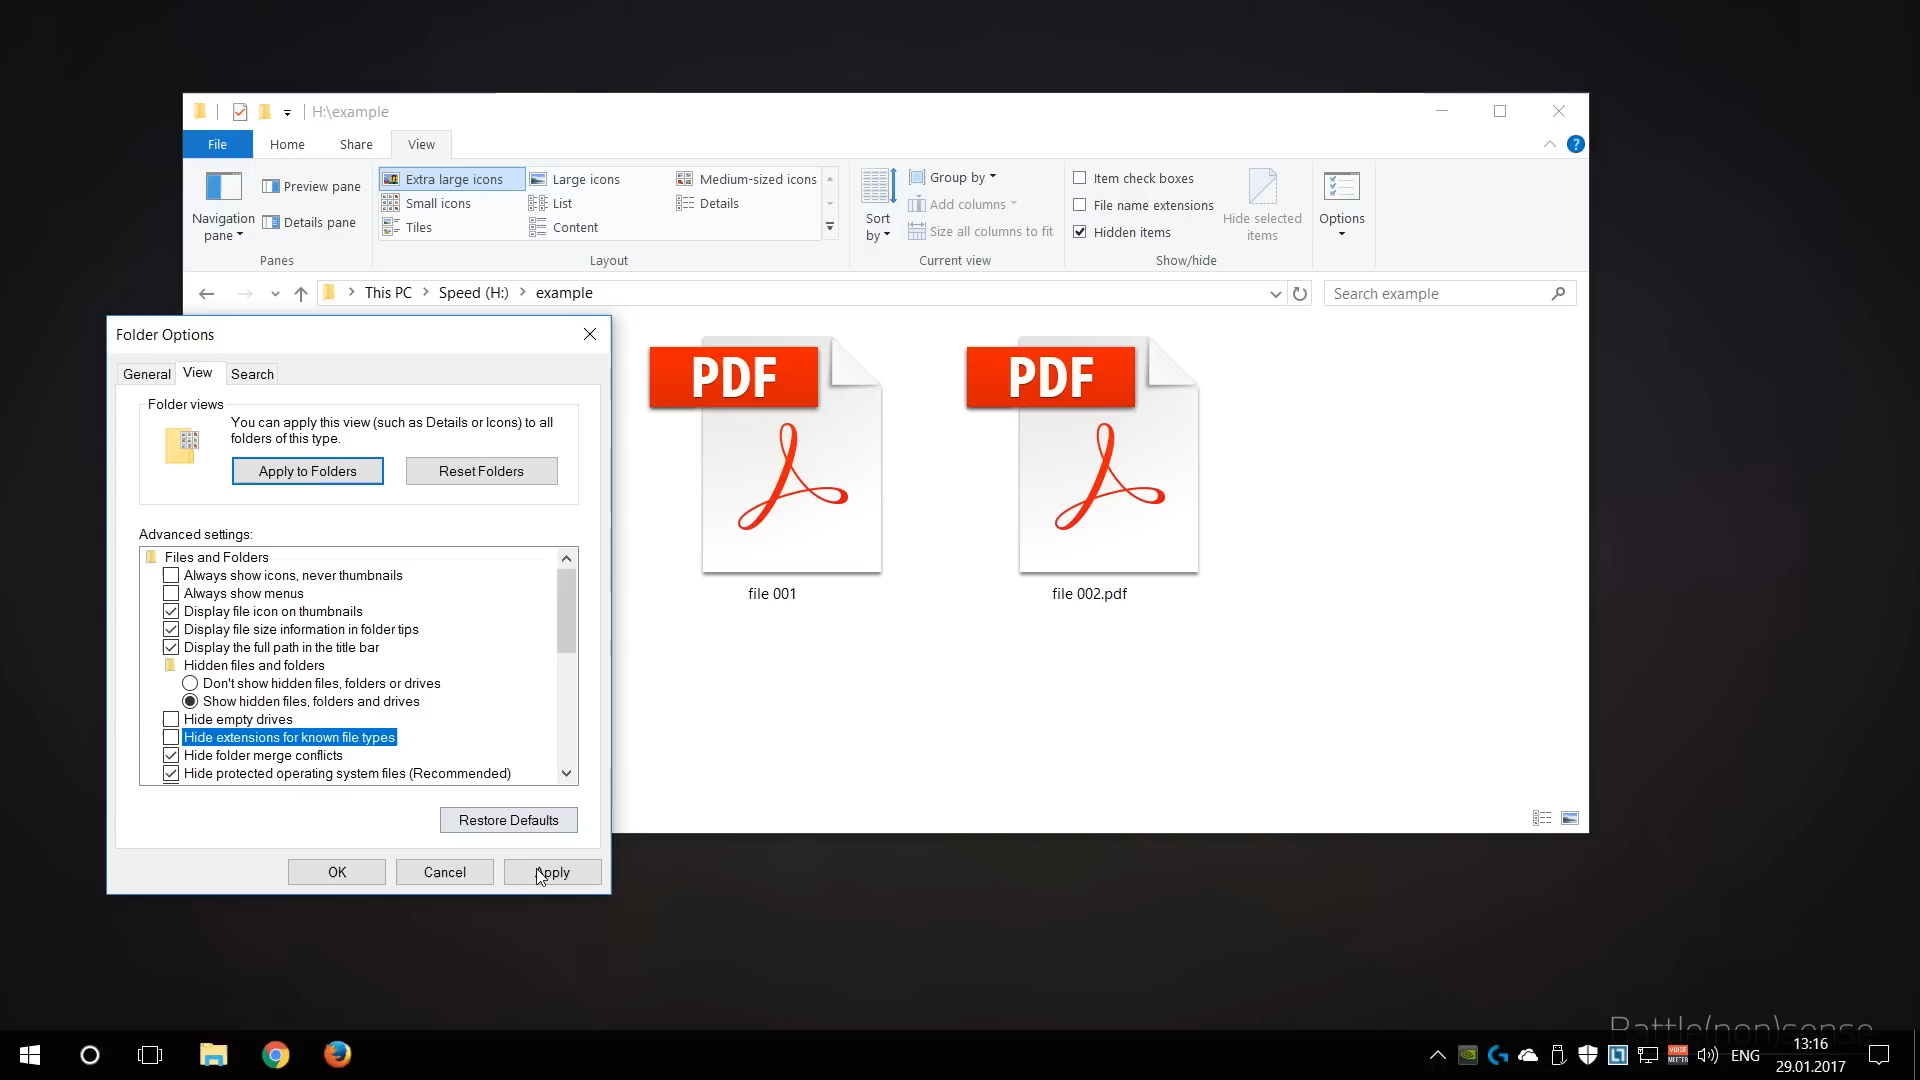 H:\example
File Home Share View
Navigation pane
Preview pane
Details pane
Panes
Extra large icons Large icons Medium-sized icons
Small icons List Details
Tiles Content
Layout
Sort by
Group by
Add columns
Size all columns to fit
Current view
Item check boxes
File name extensions
Hidden items
Hide selected items
Show/hide
Options
This PC Speed (H:) example
Search example
PDF
file 001
PDF
file 002.pdf
Folder Options
General View Search
Folder views
You can apply this view (such as Details or Icons) to all
folders of this type.
Apply to Folders Reset Folders
Advanced settings:
Files and Folders
Always show icons, never thumbnails
Always show menus
Display file icon on thumbnails
Display file size information in folder tips
Display the full path in the title bar
Hidden files and folders
Don't show hidden files, folders or drives
Show hidden files, folders and drives
Hide empty drives
Hide extensions for known file types
Hide folder merge conflicts
Hide protected operating system files (Recommended)
Restore Defaults
OK Cancel Apply
Battle(non)sense
VOICE
MEETER
ENG
13:16
29.01.2017